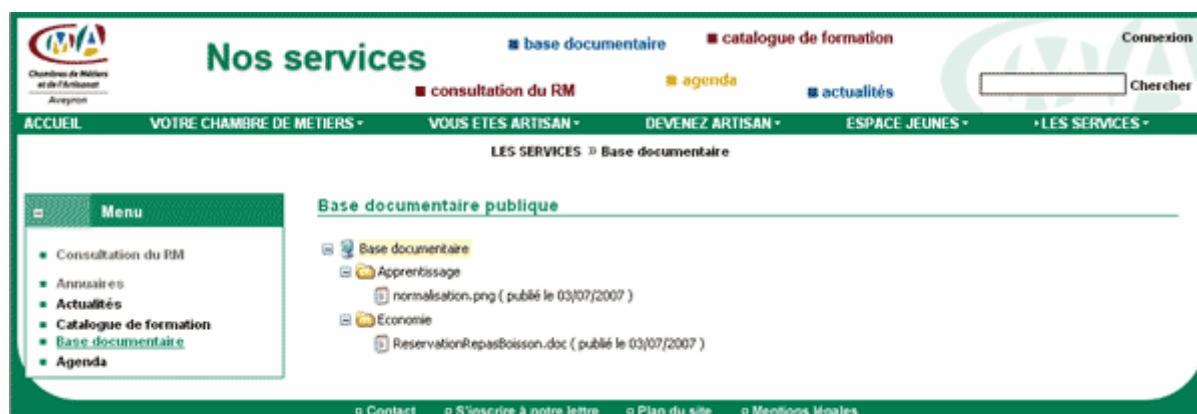 CMA
Chambres de Métiers
et de l'Artisanat
Aveyron
Nos services
base documentaire
catalogue de formation
consultation du RM
agenda
actualités
Connexion
Chercher
ACCUEIL VOTRE CHAMBRE DE METIERS VOUS ETES ARTISAN DEVENEZ ARTISAN ESPACE JEUNES LES SERVICES
LES SERVICES » Base documentaire
Menu
Consultation du RM
Annuaires
Actualités
Catalogue de formation
Base documentaire
Agenda
Base documentaire publique
Base documentaire
Apprentissage
normalisation.png ( publié le 03/07/2007 )
Economie
ReservationRepasBoisson.doc ( publié le 03/07/2007 )
Contact S'inscrire à notre lettre Plan du site Mentions légales